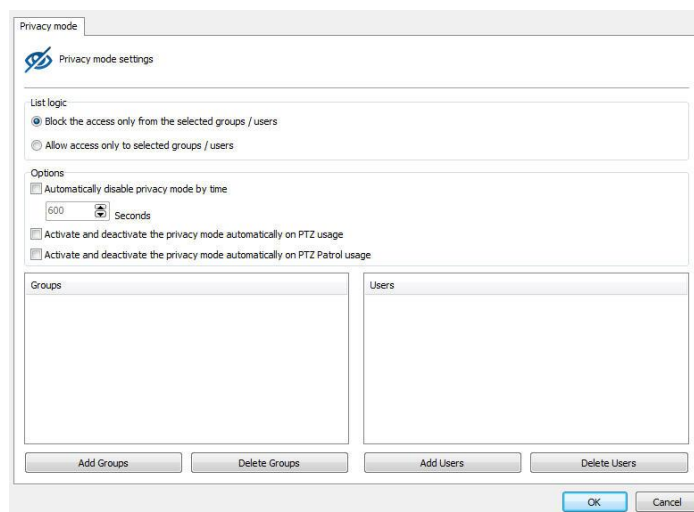 Privacy mode
Privacy mode settings
List logic
Block the access only from the selected groups / users
Allow access only to selected groups / users
Options
Automatically disable privacy mode by time
600 Seconds
Activate and deactivate the privacy mode automatically on PTZ usage
Activate and deactivate the privacy mode automatically on PTZ Patrol usage
Groups Users
Add Groups Delete Groups Add Users Delete Users
OK Cancel